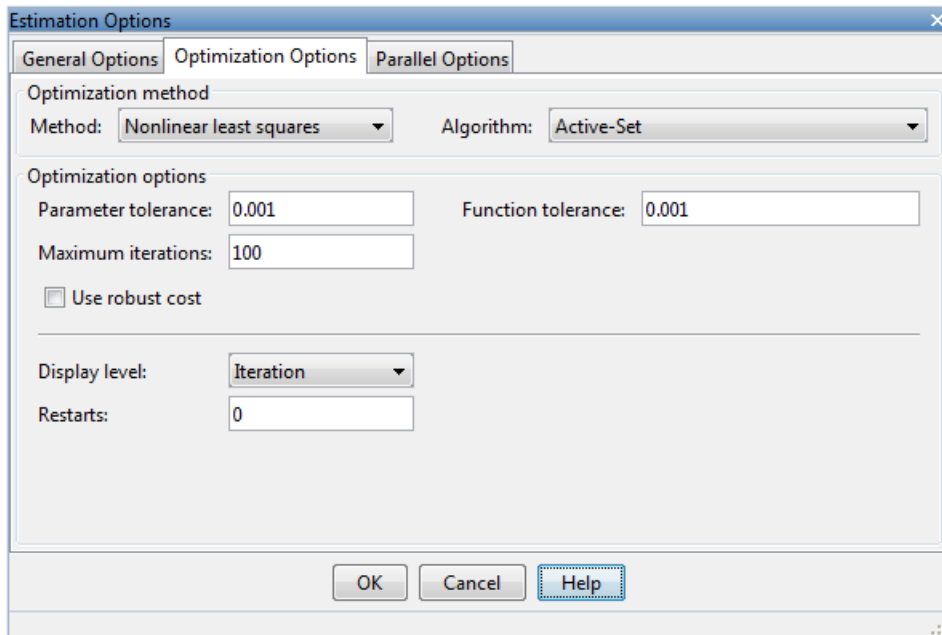 Estimation Options
General Options Optimization Options Parallel Options
Optimization method
Method: Nonlinear least squares Algorithm: Active-Set
Optimization options
Parameter tolerance: 0.001 Function tolerance: 0.001
Maximum iterations: 100
Use robust cost
Display level: Iteration
Restarts: 0
OK Cancel Help